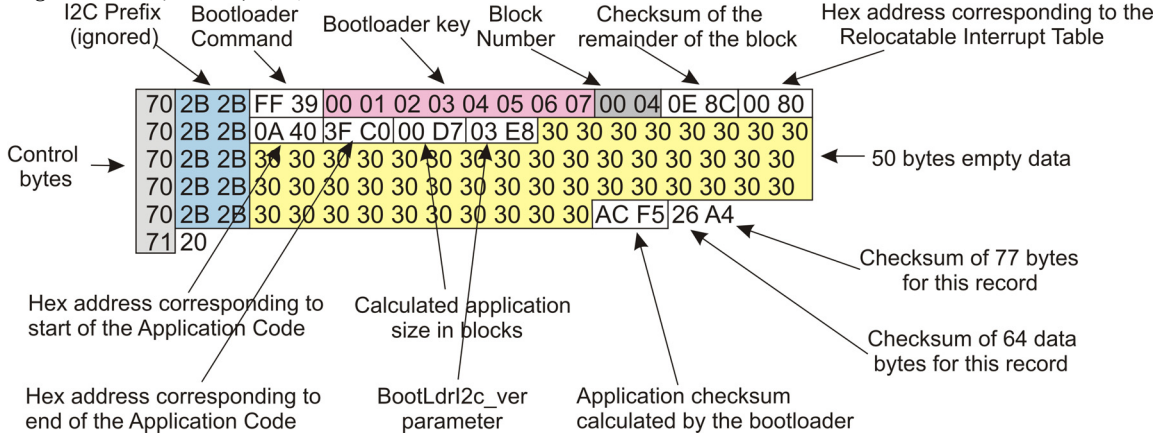 I2C Prefix
(ignored)
Bootloader
Command
Bootloader key
Block
Number
Checksum of the
remainder of the block
Hex address corresponding to the
Relocatable Interrupt Table
70 2B 2B FF 39 00 01 02 03 04 05 06 07 00 04 0E 8C 00 80
70 2B 2B 0A 40 3F C0 00 D7 03 E8 30 30 30 30 30 30 30 30
70 2B 2B 30 30 30 30 30 30 30 30 30 30 30 30 30 30 30 30
70 2B 2B 30 30 30 30 30 30 30 30 30 30 30 30 30 30 30 30
70 2B 2B 30 30 30 30 30 30 30 30 30 30 AC F5 26 A4
71 20
Control
bytes
50 bytes empty data
Checksum of 77 bytes
for this record
Hex address corresponding to
start of the Application Code
Calculated application
size in blocks
Checksum of 64 data
bytes for this record
Hex address corresponding to
end of the Application Code
BootLdrI2c_ver
parameter
Application checksum
calculated by the bootloader